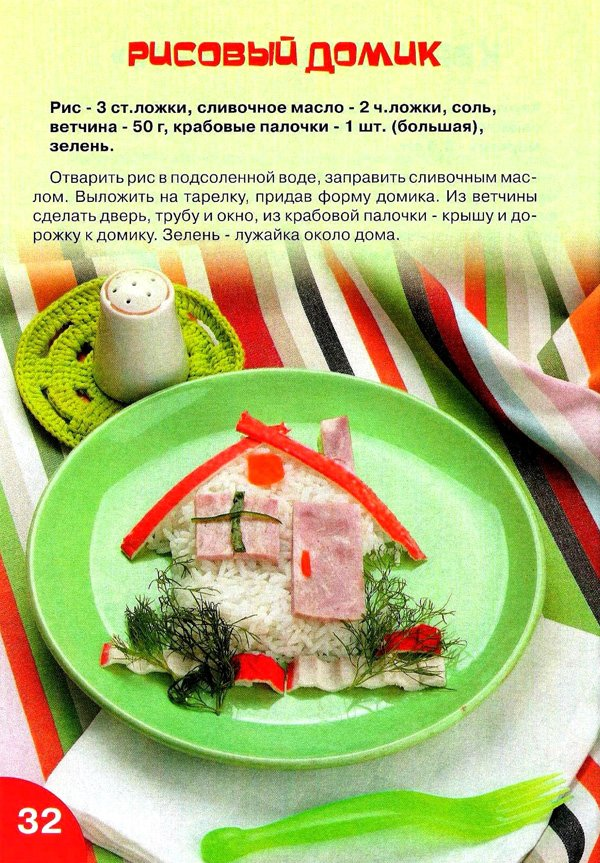 РИСОВЫЙ ДОМИК
Рис - 3 ст.ложки, сливочное масло - 2 ч.ложки, соль,
ветчина - 50 г, крабовые палочки - 1 шт. (большая),
зелень.
Отварить рис в подсоленной воде, заправить сливочным мас-
лом. Выложить на тарелку, придав форму домика. Из ветчины
сделать дверь, трубу и окно, из крабовой палочки - крышу и до-
рожку к домику. Зелень - лужайка около дома.
32